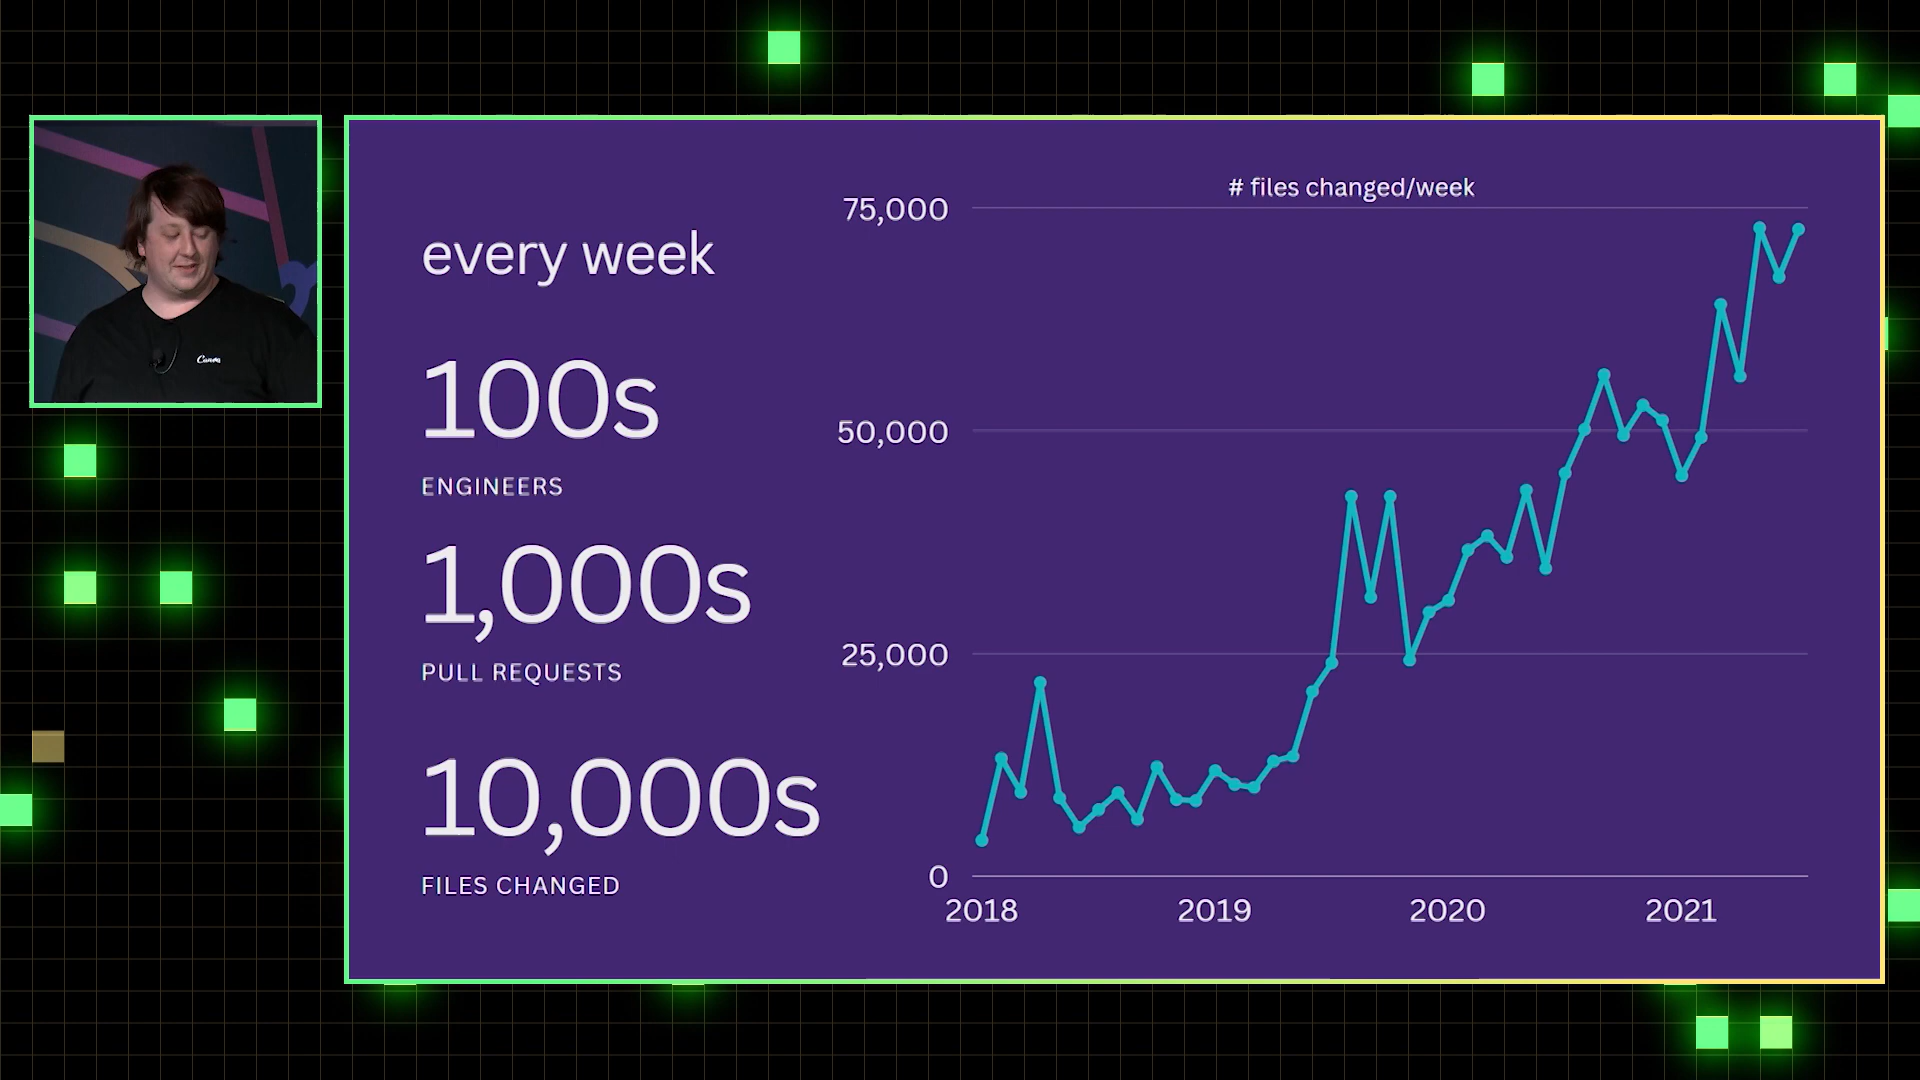 Canva
every week
100s
ENGINEERS
1,000s
PULL REQUESTS
10,000s
FILES CHANGED
# files changed/week
75,000
50,000
25,000
0
2018 2019 2020 2021